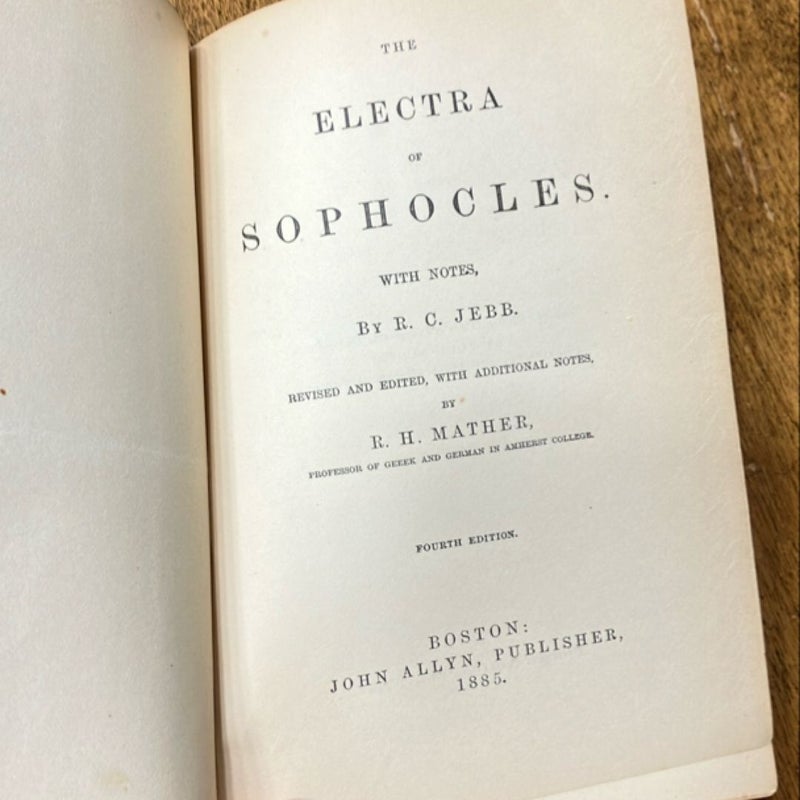 THE
ELECTRA
OF
SOPHOCLES.
WITH NOTES,
BY R. C. JEBB.
REVISED AND EDITED, WITH ADDITIONAL NOTES,
BY
R. H. MATHER,
PROFESSOR OF GREEK AND GERMAN IN AMHERST COLLEGE.
FOURTH EDITION.
BOSTON:
JOHN ALLYN, PUBLISHER,
1885.